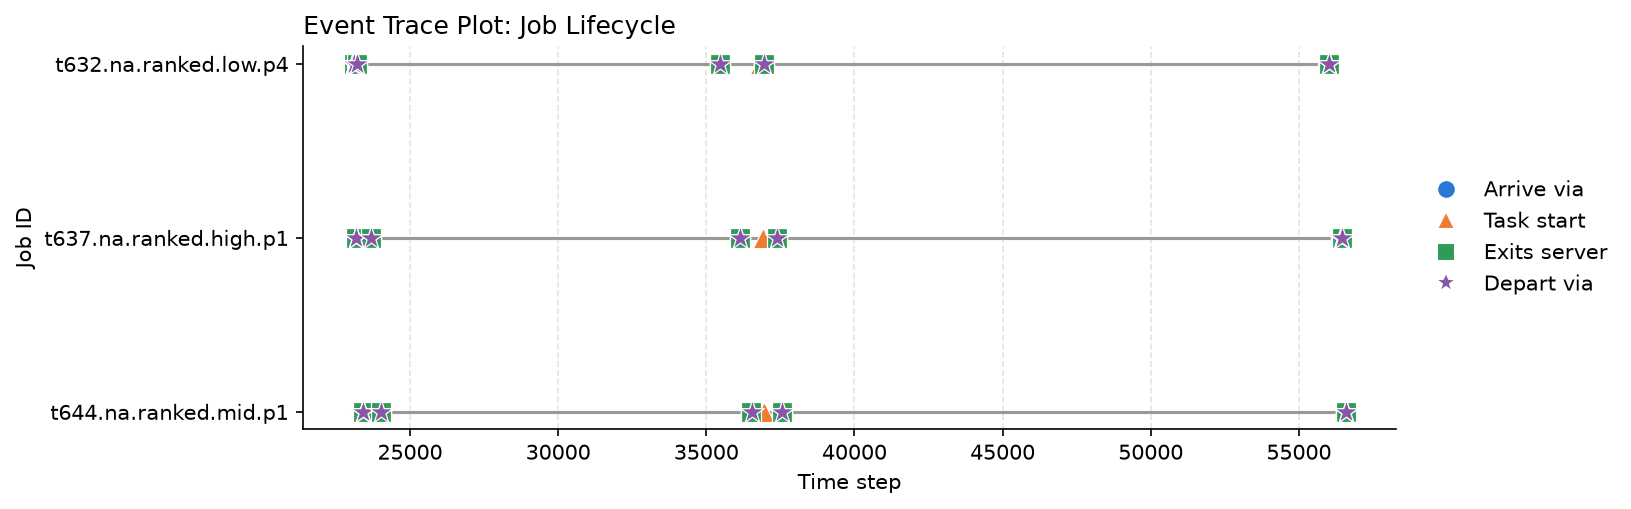 Event Trace Plot: Job Lifecycle
Job ID
t632.na.ranked.low.p4
t637.na.ranked.high.p1
t644.na.ranked.mid.p1
25000 30000 35000 40000 45000 50000 55000
Time step
Arrive via
Task start
Exits server
Depart via